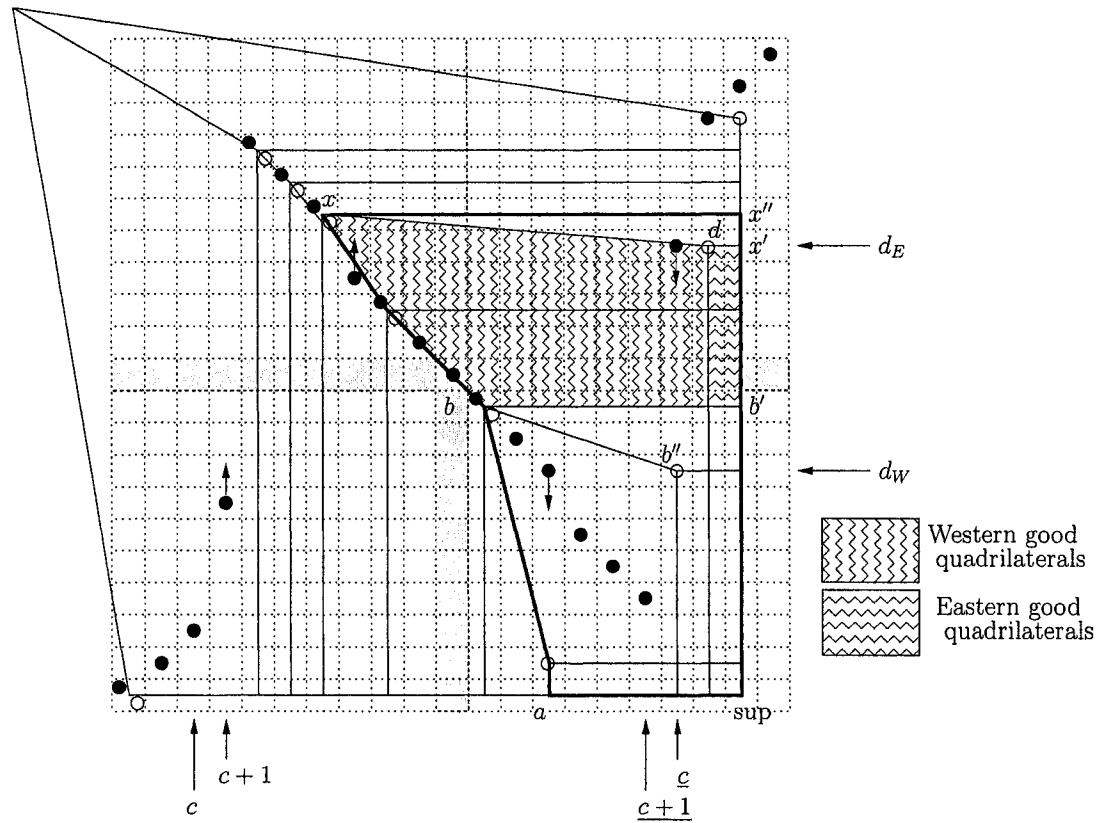 x
x''
d
x'
d_E
b
b'
b''
d_W
Western good
quadrilaterals
Eastern good
quadrilaterals
a
sup
c + 1
c
c
c + 1